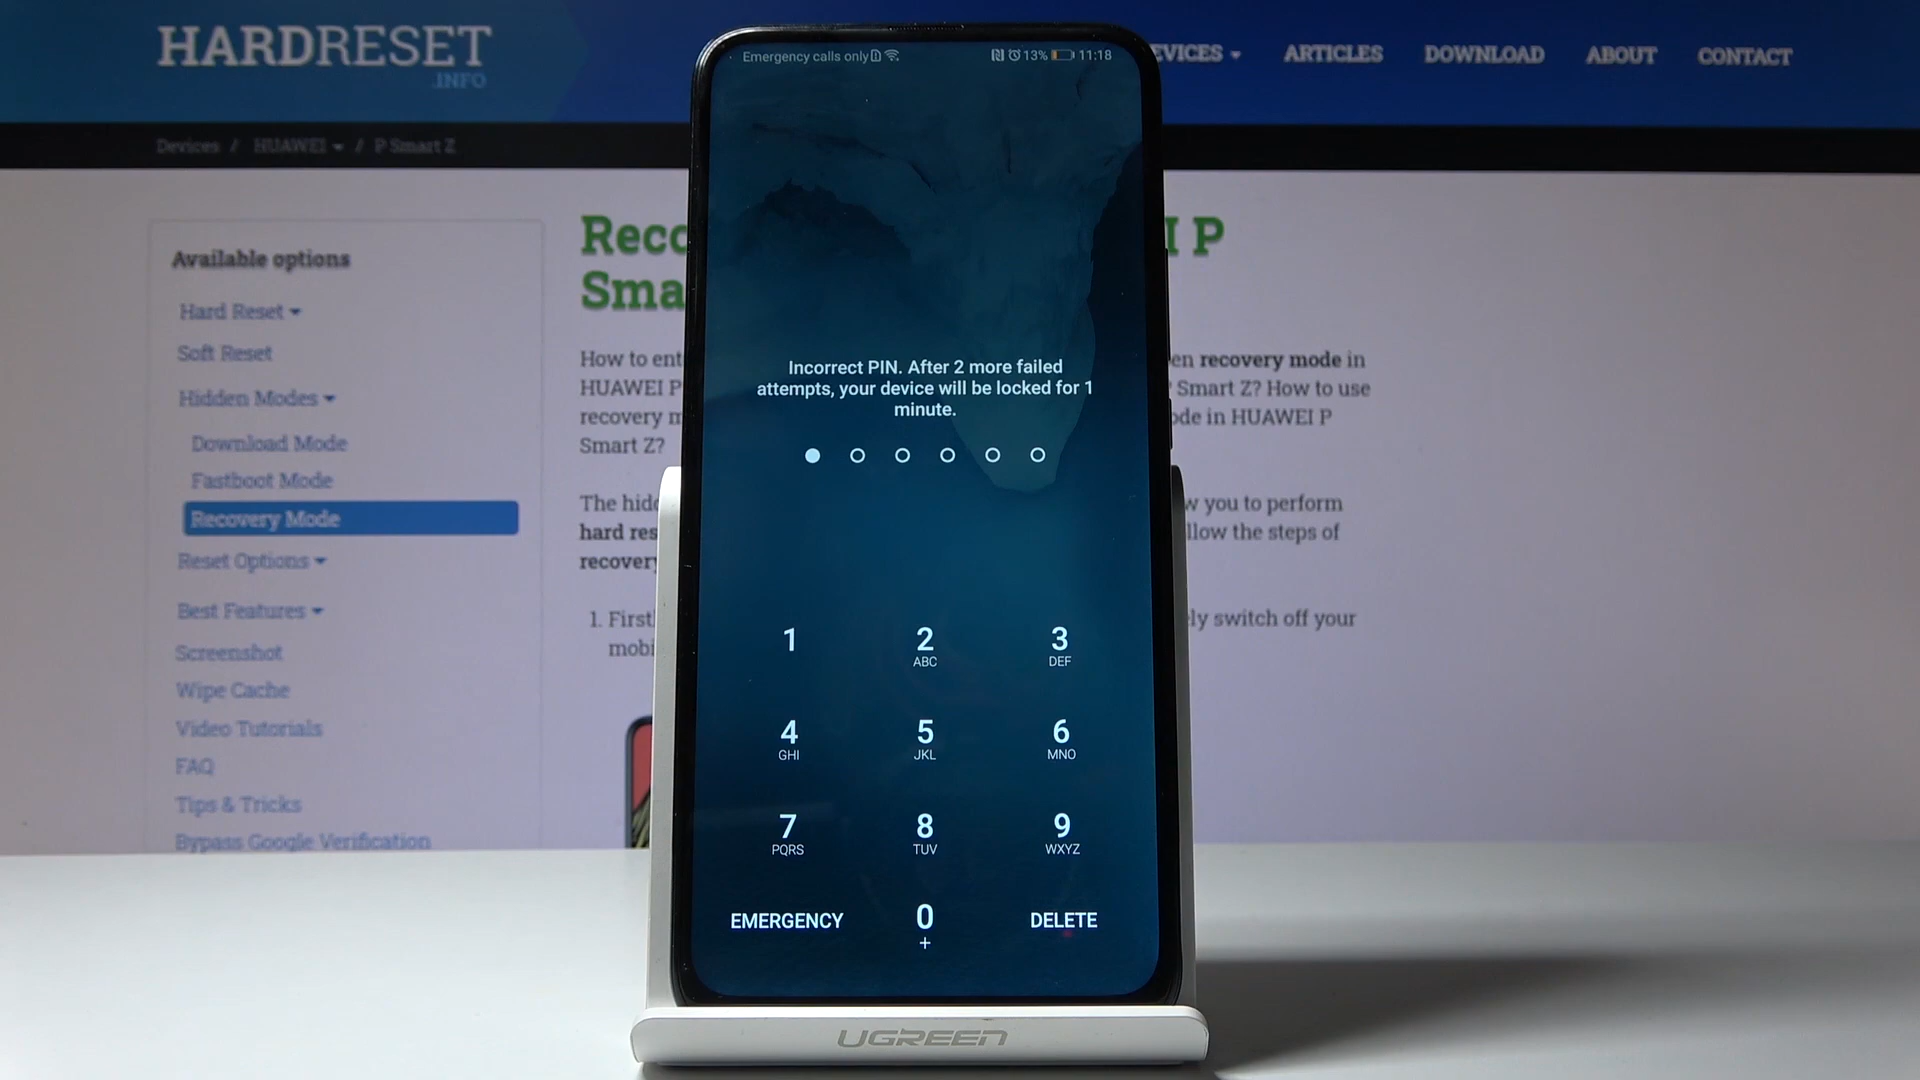 HARDRESET
.INFO
EVICES
ARTICLES
DOWNLOAD
ABOUT
CONTACT
Devices / HUAWEI / P Smart Z
Available options
Hard Reset
Soft Reset
Hidden Modes
Download Mode
Fastboot Mode
Recovery Mode
Reset Options
Best Features
Screenshot
Wipe Cache
Video Tutorials
FAQ
Tips & Tricks
Bypass Google Verification
Reco I P
Sma
How to ent en recovery mode in
HUAWEI P Smart Z? How to use
recovery m ode in HUAWEI P
Smart Z?
The hidd w you to perform
hard res llow the steps of
recovery
1. First ely switch off your
mobi
Emergency calls only 13% 11:18
Incorrect PIN. After 2 more failed
attempts, your device will be locked for 1
minute.
1 2 3
ABC DEF
4 5 6
GHI JKL MNO
7 8 9
PQRS TUV WXYZ
EMERGENCY 0 DELETE
+
UGREEN